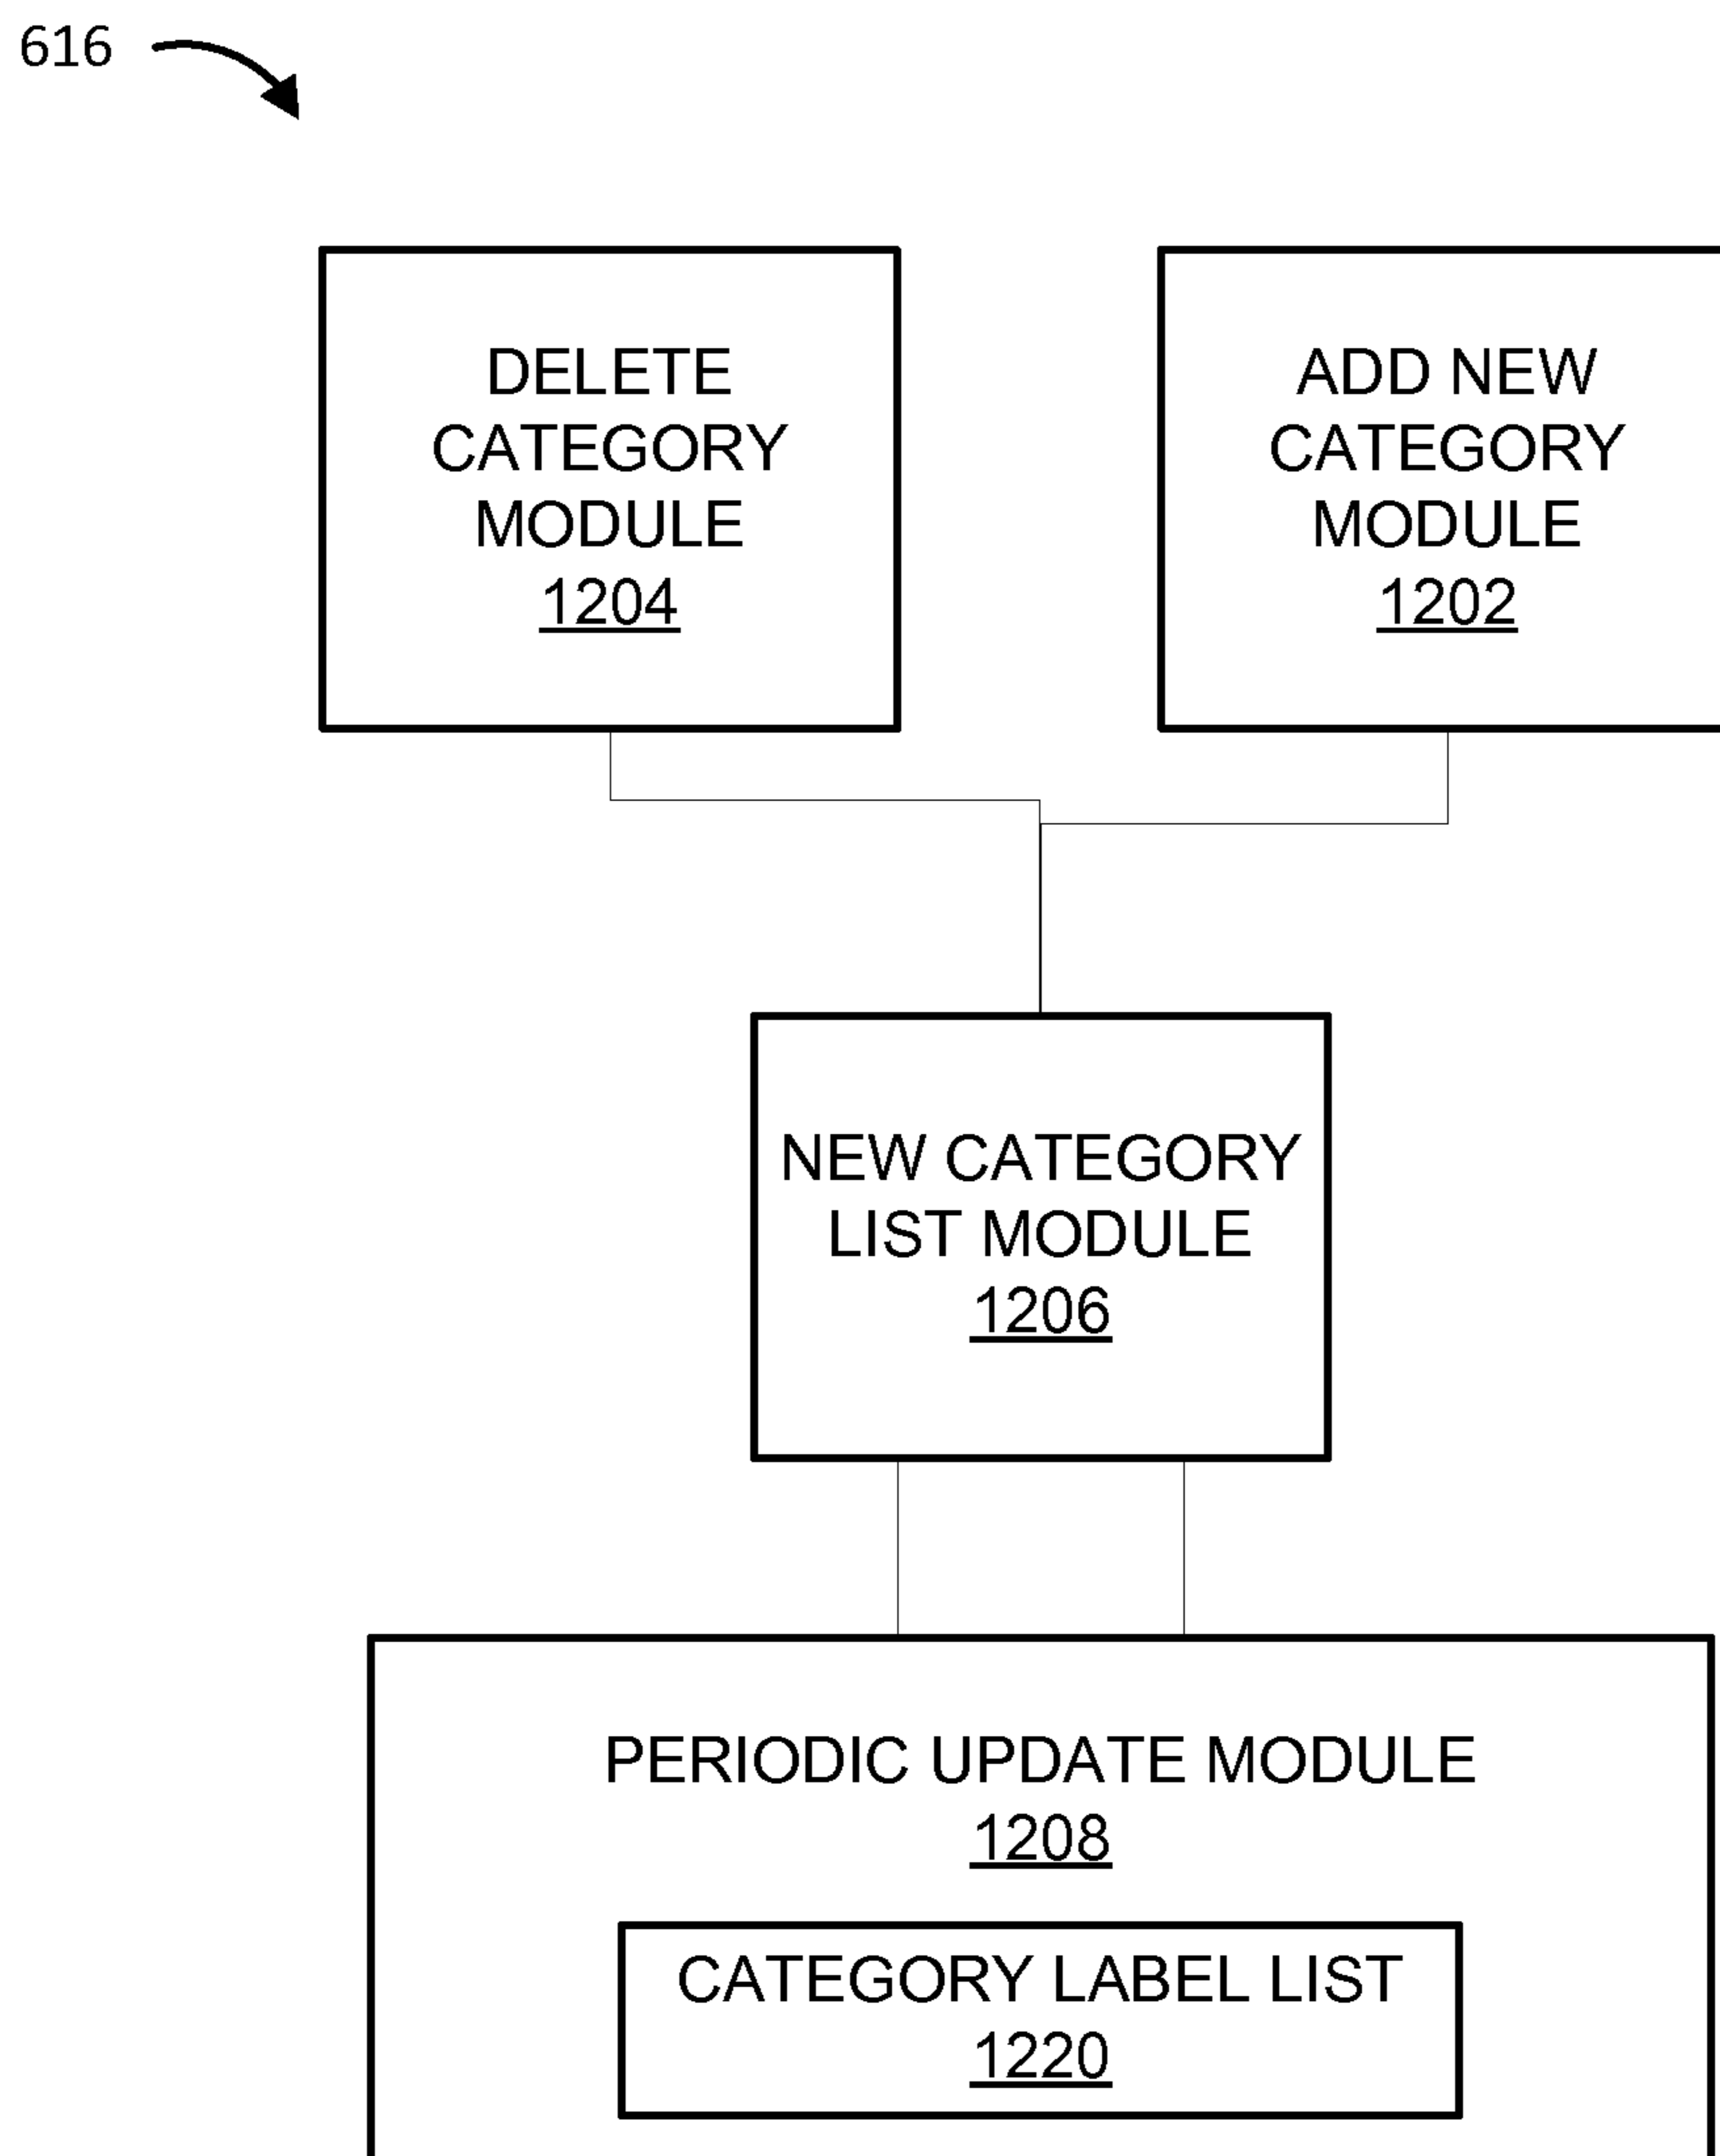 616
DELETE
CATEGORY
MODULE
1204
ADD NEW
CATEGORY
MODULE
1202
NEW CATEGORY
LIST MODULE
1206
PERIODIC UPDATE MODULE
1208
CATEGORY LABEL LIST
1220